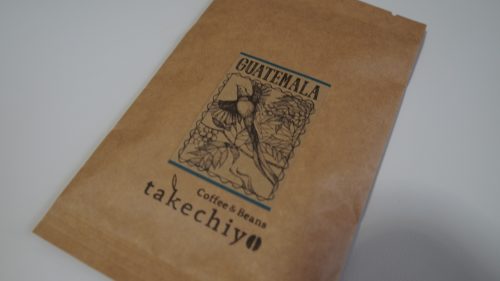 GUATEMALA
Coffee & Beans
takechiyo